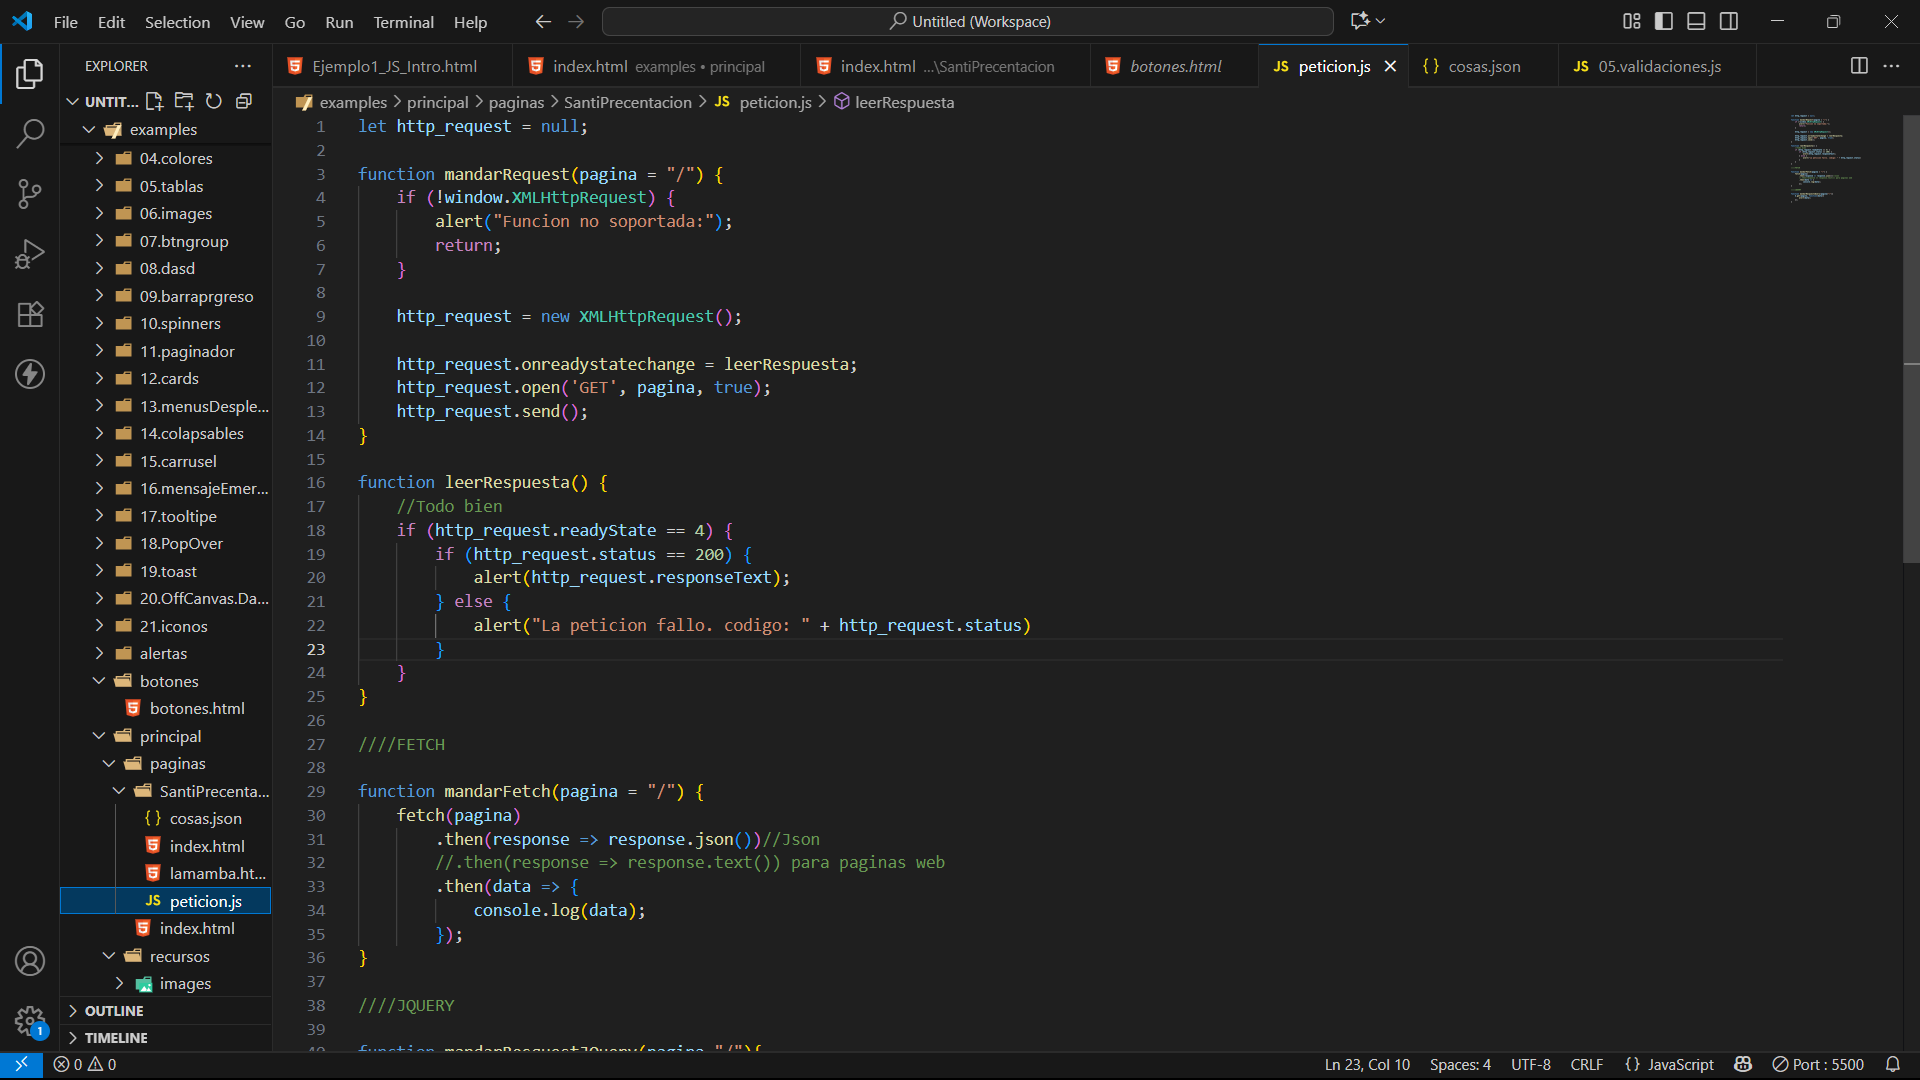 File Edit Selection View Go Run Terminal Help
Untitled (Workspace)
EXPLORER
Ejemplo1_JS_Intro.html
index.html examples • principal
index.html ...\SantiPrecentacion
botones.html
JS peticion.js
{} cosas.json
JS 05.validaciones.js
UNTIT...
examples > principal > paginas > SantiPrecentacion > JS peticion.js > leerRespuesta
examples
04.colores
05.tablas
06.images
07.btngroup
08.dasd
09.barraprgreso
10.spinners
11.paginador
12.cards
13.menusDesple...
14.colapsables
15.carrusel
16.mensajeEmer...
17.tooltipe
18.PopOver
19.toast
20.OffCanvas.Da...
21.iconos
alertas
botones
botones.html
principal
paginas
SantiPrecenta...
{} cosas.json
index.html
lamamba.ht...
JS peticion.js
index.html
recursos
images
OUTLINE
TIMELINE
1 let http_request = null;
2
3 function mandarRequest(pagina = "/") {
4 if (!window.XMLHttpRequest) {
5 alert("Funcion no soportada:");
6 return;
7 }
8
9 http_request = new XMLHttpRequest();
10
11 http_request.onreadystatechange = leerRespuesta;
12 http_request.open('GET', pagina, true);
13 http_request.send();
14 }
15
16 function leerRespuesta() {
17 //Todo bien
18 if (http_request.readyState == 4) {
19 if (http_request.status == 200) {
20 alert(http_request.responseText);
21 } else {
22 alert("La peticion fallo. codigo: " + http_request.status)
23 }
24 }
25 }
26
27 ////FETCH
28
29 function mandarFetch(pagina = "/") {
30 fetch(pagina)
31 .then(response => response.json())//Json
32 //.then(response => response.text()) para paginas web
33 .then(data => {
34 console.log(data);
35 });
36 }
37
38 ////JQUERY
39
1
0 0
Ln 23, Col 10 Spaces: 4 UTF-8 CRLF {} JavaScript Port : 5500